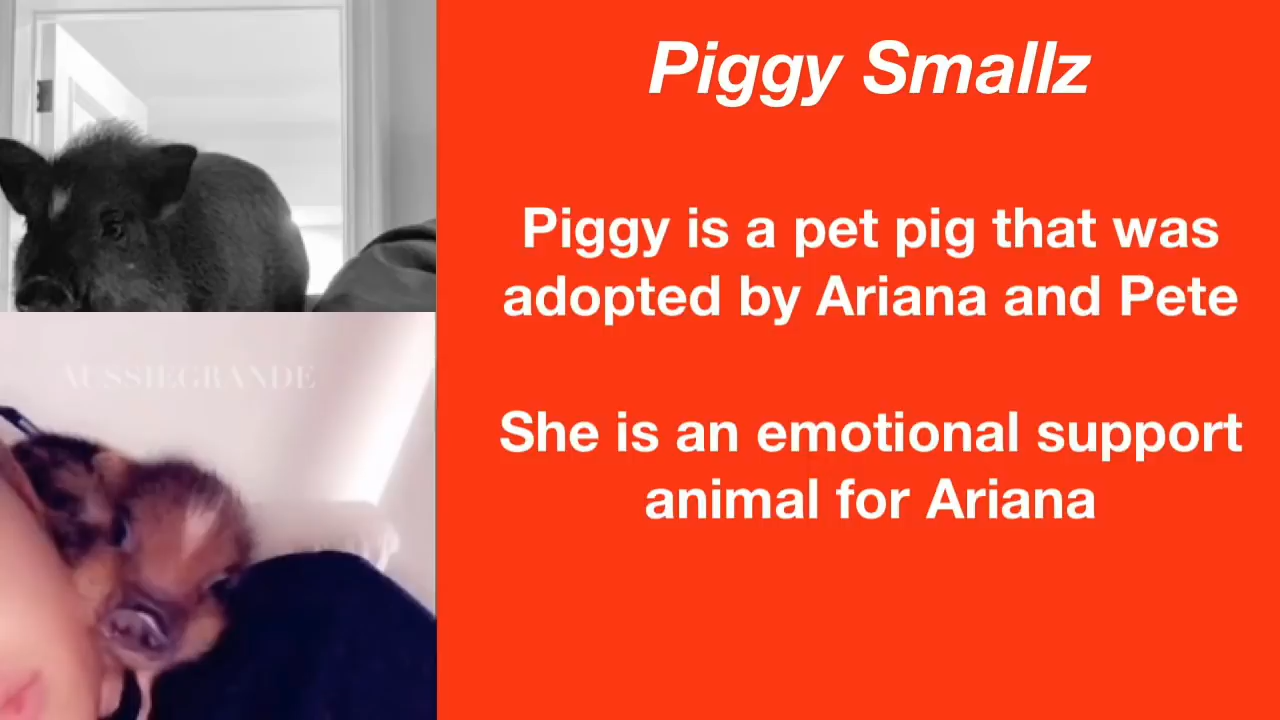 Piggy Smallz
Piggy is a pet pig that was
adopted by Ariana and Pete
AUSSIEGRANDE
She is an emotional support
animal for Ariana